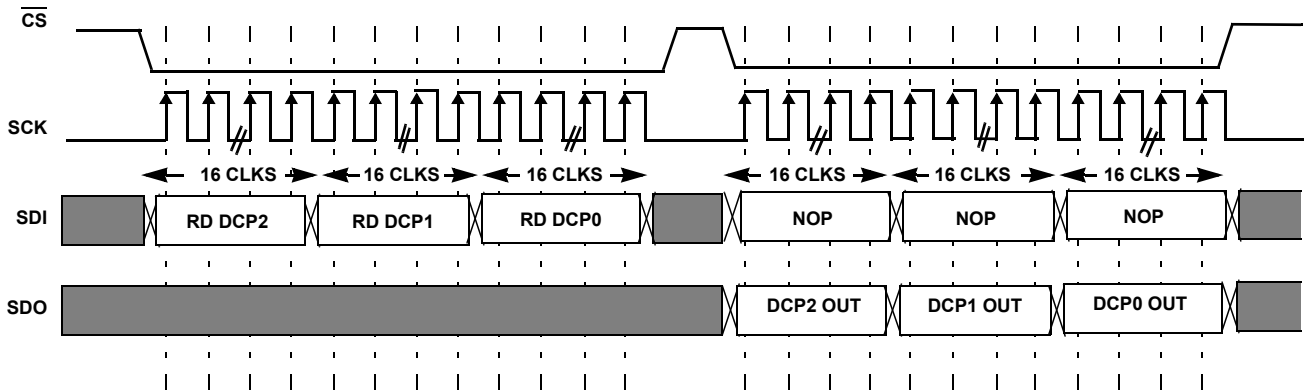 CS
SCK
16 CLKS 16 CLKS 16 CLKS 16 CLKS 16 CLKS 16 CLKS
SDI RD DCP2 RD DCP1 RD DCP0 NOP NOP NOP
SDO DCP2 OUT DCP1 OUT DCP0 OUT